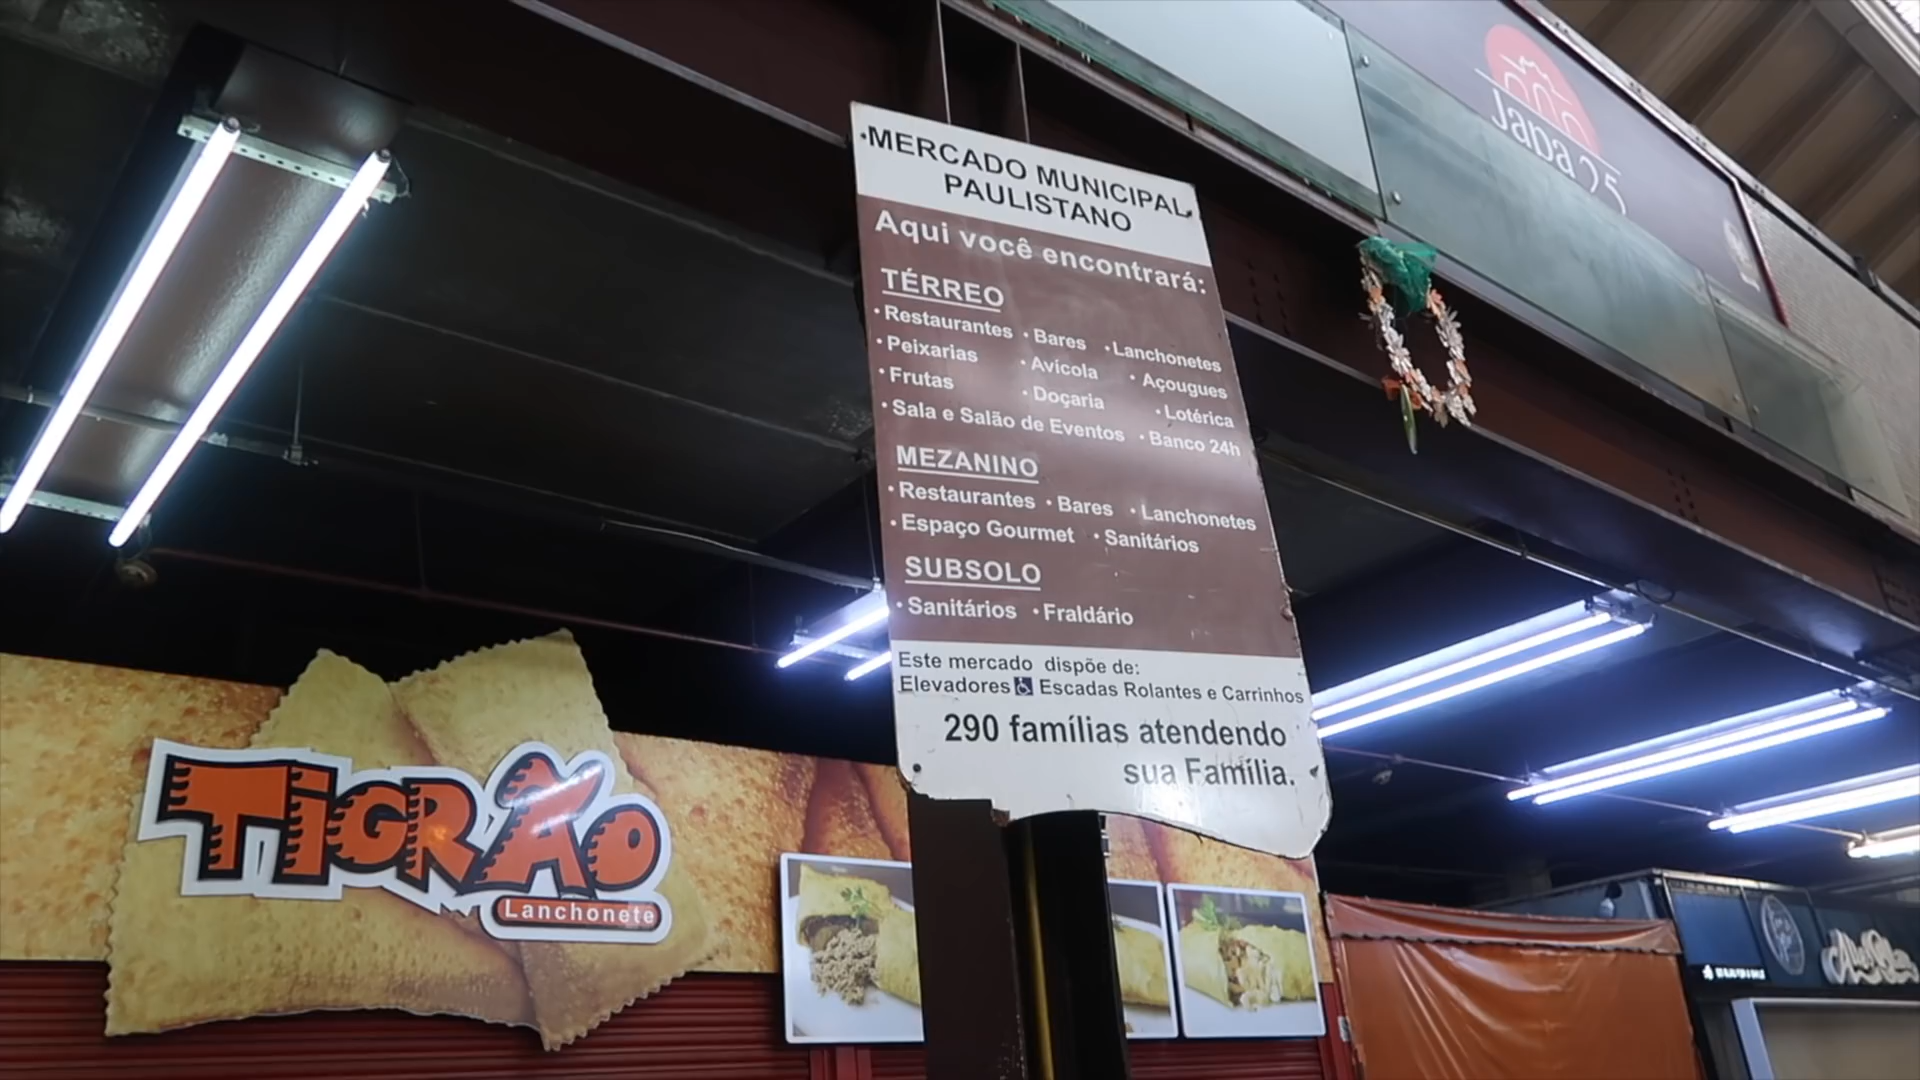 MERCADO MUNICIPAL
PAULISTANO
Aqui você encontrará:
TÉRREO
• Restaurantes • Bares • Lanchonetes
• Peixarias • Avícola • Açougues
• Frutas • Doçaria • Lotérica
• Sala e Salão de Eventos • Banco 24h
MEZANINO
• Restaurantes • Bares • Lanchonetes
• Espaço Gourmet • Sanitários
SUBSOLO
• Sanitários • Fraldário
Este mercado dispõe de:
Elevadores Escadas Rolantes e Carrinhos
290 famílias atendendo
sua Família.
Japa 25
TiGRÃO
Lanchonete